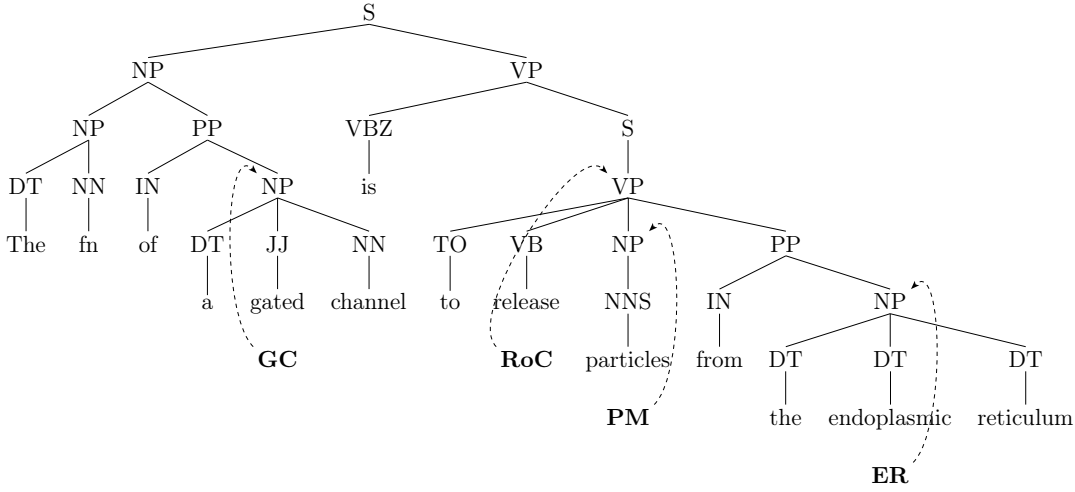 S
NP VP
NP PP VBZ S
DT NN IN NP is VP
The fn of DT JJ NN TO VB NP PP
a gated channel to release NNS IN NP
GC RoC particles from DT DT DT
PM the endoplasmic reticulum
ER